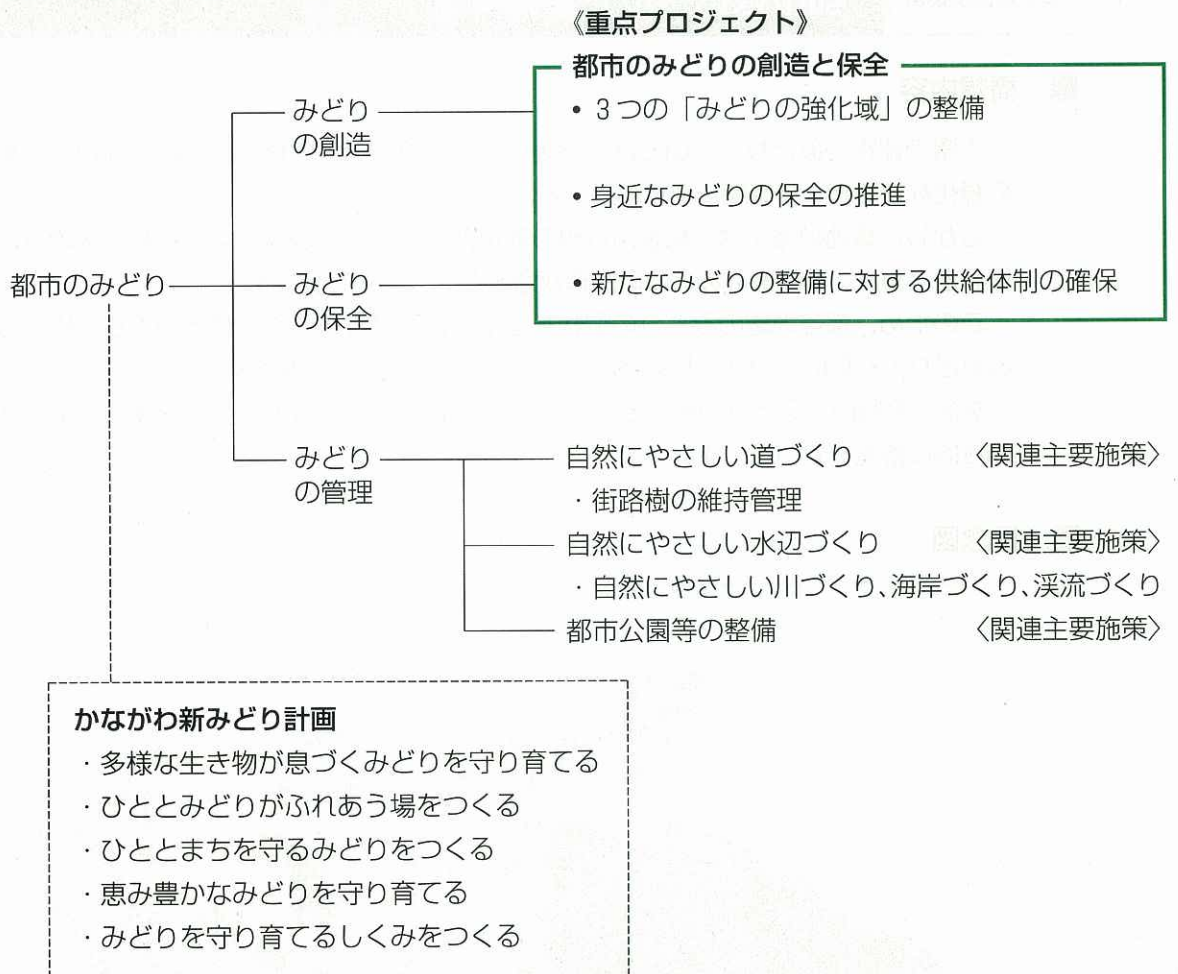 《重点プロジェクト》
都市のみどりの創造と保全
• 3つの「みどりの強化域」の整備
• 身近なみどりの保全の推進
• 新たなみどりの整備に対する供給体制の確保
みどり
の創造
都市のみどり
みどり
の保全
みどり
の管理
自然にやさしい道づくり 〈関連主要施策〉
・街路樹の維持管理
自然にやさしい水辺づくり 〈関連主要施策〉
・自然にやさしい川づくり、海岸づくり、渓流づくり
都市公園等の整備 〈関連主要施策〉
かながわ新みどり計画
・多様な生き物が息づくみどりを守り育てる
・ひととみどりがふれあう場をつくる
・ひととまちを守るみどりをつくる
・恵み豊かなみどりを守り育てる
・みどりを守り育てるしくみをつくる